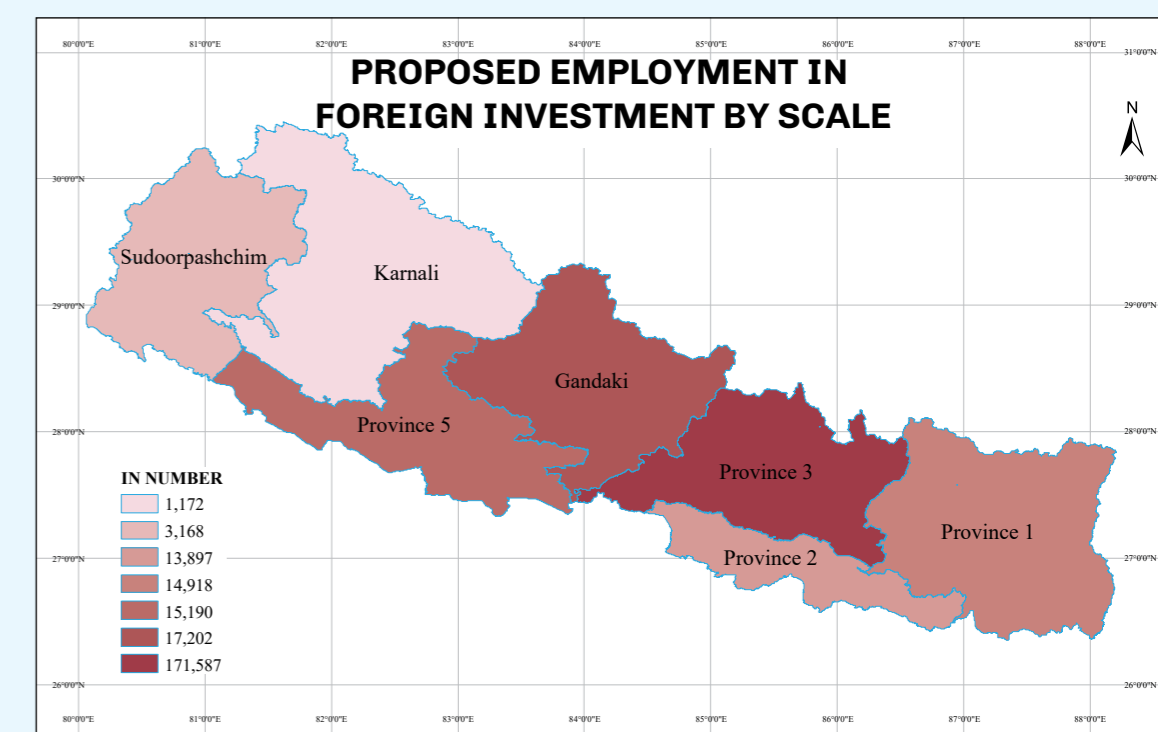 80°0'0"E 81°0'0"E 82°0'0"E 83°0'0"E 84°0'0"E 85°0'0"E 86°0'0"E 87°0'0"E 88°0'0"E
31°0'0"N
PROPOSED EMPLOYMENT IN
FOREIGN INVESTMENT BY SCALE
N
30°0'0"N 30°0'0"N
Sudoorpashchim
Karnali
29°0'0"N 29°0'0"N
Gandaki
Province 5
28°0'0"N 28°0'0"N
Province 3
Province 1
Province 2
27°0'0"N 27°0'0"N
IN NUMBER
1,172
3,168
13,897
14,918
15,190
17,202
171,587
26°0'0"N 26°0'0"N
80°0'0"E 81°0'0"E 82°0'0"E 83°0'0"E 84°0'0"E 85°0'0"E 86°0'0"E 87°0'0"E 88°0'0"E